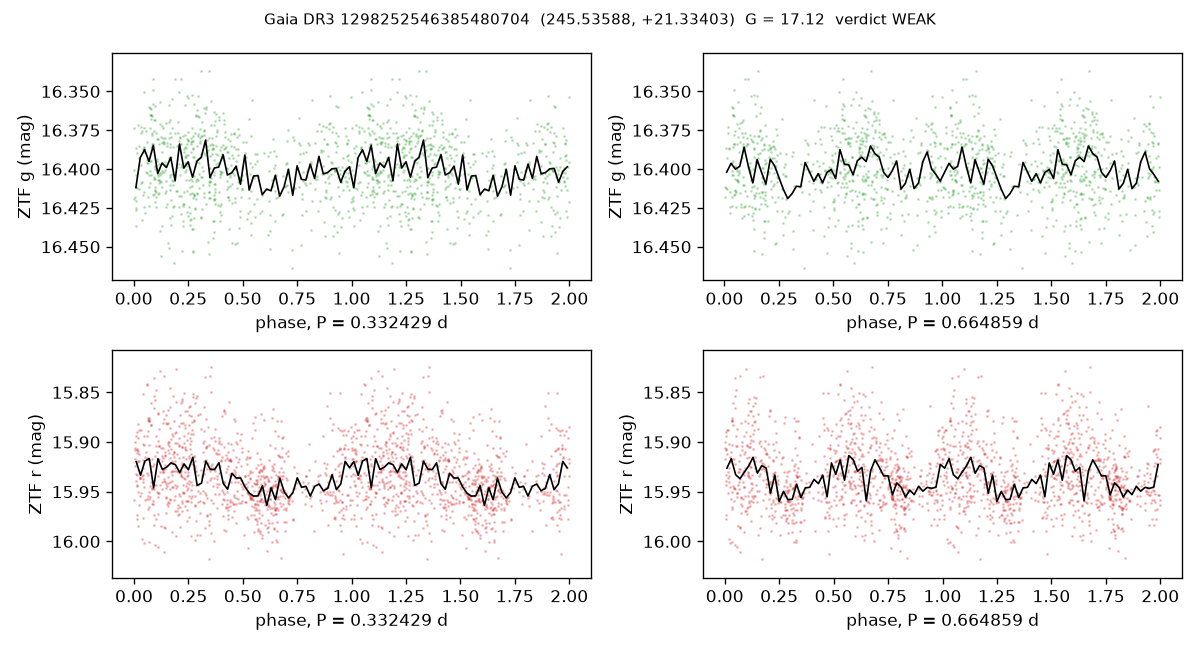 Gaia DR3 1298252546385480704  (245.53588, +21.33403)  G = 17.12  verdict WEAK
ZTF g (mag)
16.350
16.375
16.400
16.425
16.450
0.00 0.25 0.50 0.75 1.00 1.25 1.50 1.75 2.00
phase, P = 0.332429 d
ZTF g (mag)
16.350
16.375
16.400
16.425
16.450
0.00 0.25 0.50 0.75 1.00 1.25 1.50 1.75 2.00
phase, P = 0.664859 d
ZTF r (mag)
15.85
15.90
15.95
16.00
0.00 0.25 0.50 0.75 1.00 1.25 1.50 1.75 2.00
phase, P = 0.332429 d
ZTF r (mag)
15.85
15.90
15.95
16.00
0.00 0.25 0.50 0.75 1.00 1.25 1.50 1.75 2.00
phase, P = 0.664859 d